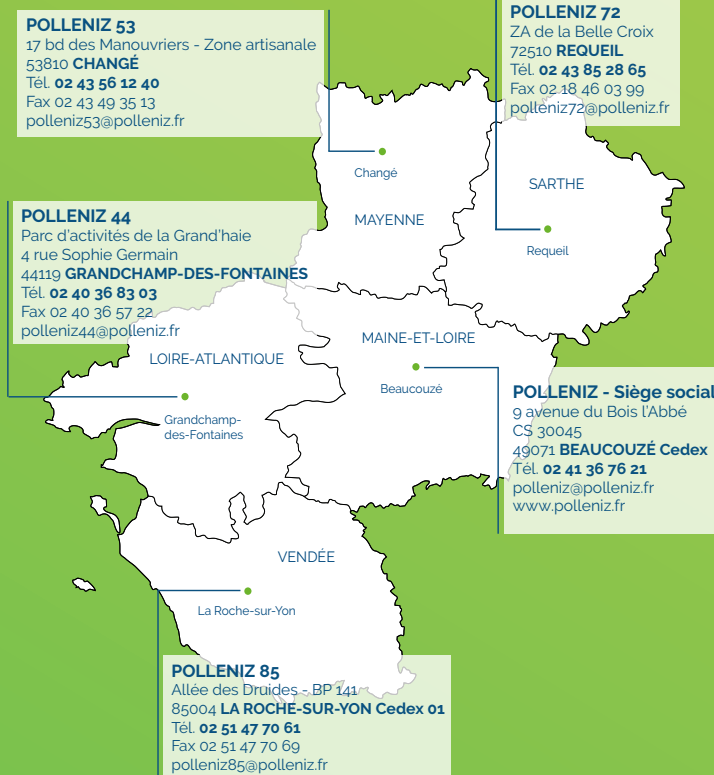 POLLENIZ 53
17 bd des Manouvriers - Zone artisanale
53810 CHANGÉ
Tél. 02 43 56 12 40
Fax 02 43 49 35 13
polleniz53@polleniz.fr
POLLENIZ 72
ZA de la Belle Croix
72510 REQUEIL
Tél. 02 43 85 28 65
Fax 02 18 46 03 99
polleniz72@polleniz.fr
Changé
MAYENNE
SARTHE
Requeil
POLLENIZ 44
Parc d'activités de la Grand'haie
4 rue Sophie Germain
44119 GRANDCHAMP-DES-FONTAINES
Tél. 02 40 36 83 03
Fax 02 40 36 57 22
polleniz44@polleniz.fr
LOIRE-ATLANTIQUE
Grandchamp-
des-Fontaines
MAINE-ET-LOIRE
Beaucouzé
POLLENIZ - Siège social
9 avenue du Bois l'Abbé
CS 30045
49071 BEAUCOUZÉ Cedex
Tél. 02 41 36 76 21
polleniz@polleniz.fr
www.polleniz.fr
VENDÉE
La Roche-sur-Yon
POLLENIZ 85
Allée des Druides - BP 141
85004 LA ROCHE-SUR-YON Cedex 01
Tél. 02 51 47 70 61
Fax 02 51 47 70 69
polleniz85@polleniz.fr